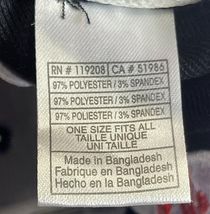 RN # 119208 | CA # 51986
97% POLYESTER / 3% SPANDEX
97% POLYESTER / 3% SPANDEX
97% POLYESTER / 3% SPANDEX
ONE SIZE FITS ALL
TAILLE UNIQUE
UNI TAILLE
Made in Bangladesh
Fabrique en Bangladesh
Hecho en la Bangladesh